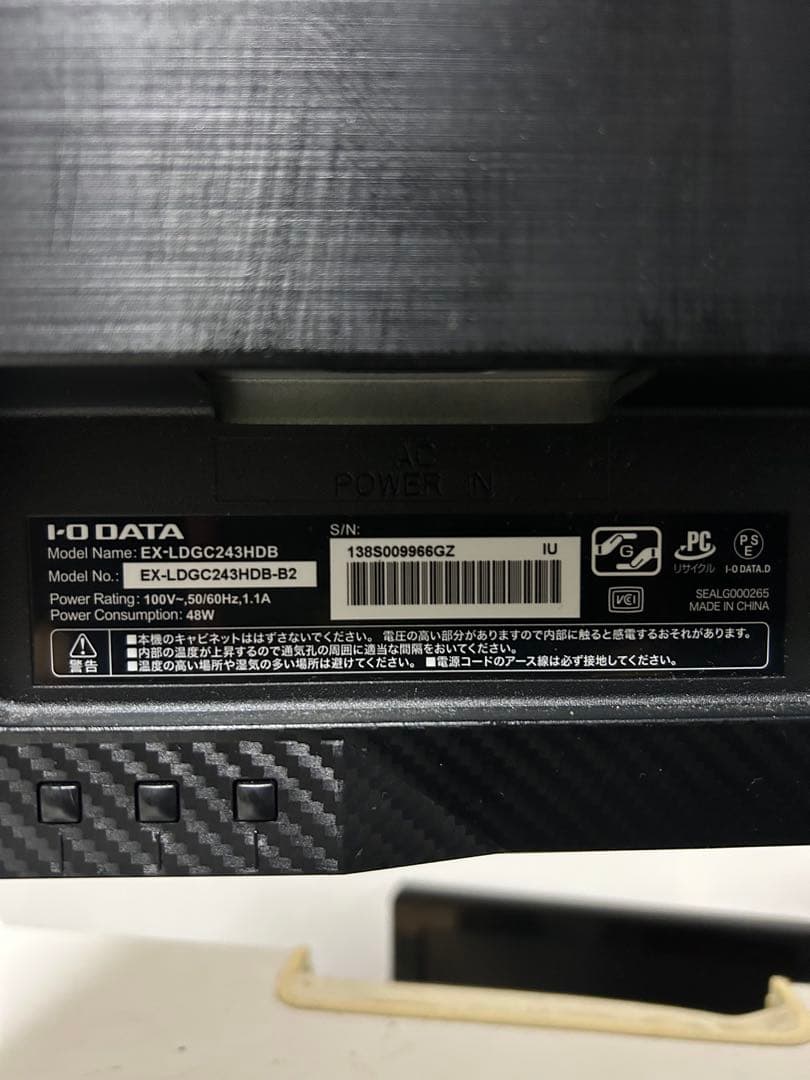 AC
POWER IN
I-O DATA
Model Name: EX-LDGC243HDB
Model No.: EX-LDGC243HDB-B2
Power Rating: 100V~,50/60Hz,1.1A
Power Consumption: 48W
S/N:
138S009966GZ IU
G
PC
リサイクル
PS
E
I-O DATA.D
VCI
SEALG000265
MADE IN CHINA
警告
■本機のキャビネットははずさないでください。 電圧の高い部分がありますので内部に触ると感電するおそれがあります。
■内部の温度が上昇するので通気孔の周囲に適当な間隔をおいてください。
■温度の高い場所や湿気の多い場所は避けてください。 ■電源コードのアース線は必ず接地してください。